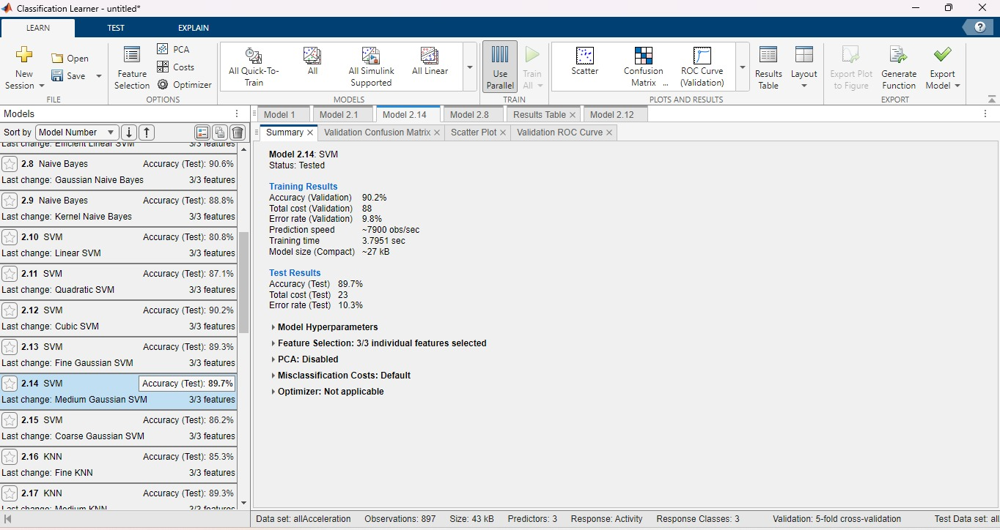 Classification Learner - untitled*
LEARN TEST EXPLAIN
New Session
Open
Save
FILE
Feature Selection
PCA
Costs
Optimizer
OPTIONS
All Quick-To-Train
All
All Simulink Supported
All Linear
MODELS
Use Parallel
Train All
TRAIN
Scatter
Confusion Matrix ...
ROC Curve (Validation)
Results Table
Layout
PLOTS AND RESULTS
Export Plot to Figure
Generate Function
Export Model
EXPORT
Models
Sort by Model Number
Last change: Efficient Linear SVM 3/3 features
2.8 Naive Bayes Accuracy (Test): 90.6%
Last change: Gaussian Naive Bayes 3/3 features
2.9 Naive Bayes Accuracy (Test): 88.8%
Last change: Kernel Naive Bayes 3/3 features
2.10 SVM Accuracy (Test): 80.8%
Last change: Linear SVM 3/3 features
2.11 SVM Accuracy (Test): 87.1%
Last change: Quadratic SVM 3/3 features
2.12 SVM Accuracy (Test): 90.2%
Last change: Cubic SVM 3/3 features
2.13 SVM Accuracy (Test): 89.3%
Last change: Fine Gaussian SVM 3/3 features
2.14 SVM Accuracy (Test): 89.7%
Last change: Medium Gaussian SVM 3/3 features
2.15 SVM Accuracy (Test): 86.2%
Last change: Coarse Gaussian SVM 3/3 features
2.16 KNN Accuracy (Test): 85.3%
Last change: Fine KNN 3/3 features
2.17 KNN Accuracy (Test): 89.3%
Last change: Medium KNN 3/3 features
Model 1 Model 2.1 Model 2.14 Model 2.8 Results Table Model 2.12
Summary Validation Confusion Matrix Scatter Plot Validation ROC Curve
Model 2.14: SVM
Status: Tested
Training Results
Accuracy (Validation) 90.2%
Total cost (Validation) 88
Error rate (Validation) 9.8%
Prediction speed ~7900 obs/sec
Training time 3.7951 sec
Model size (Compact) ~27 kB
Test Results
Accuracy (Test) 89.7%
Total cost (Test) 23
Error rate (Test) 10.3%
Model Hyperparameters
Feature Selection: 3/3 individual features selected
PCA: Disabled
Misclassification Costs: Default
Optimizer: Not applicable
Data set: allAcceleration Observations: 897 Size: 43 kB Predictors: 3 Response: Activity Response Classes: 3 Validation: 5-fold cross-validation Test Data set: all